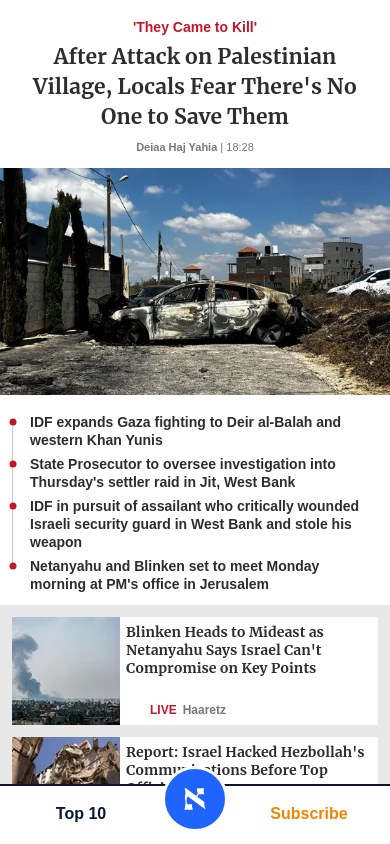 'They Came to Kill'
After Attack on Palestinian
Village, Locals Fear There's No
One to Save Them
Deiaa Haj Yahia | 18:28
IDF expands Gaza fighting to Deir al-Balah and
western Khan Yunis
State Prosecutor to oversee investigation into
Thursday's settler raid in Jit, West Bank
IDF in pursuit of assailant who critically wounded
Israeli security guard in West Bank and stole his
weapon
Netanyahu and Blinken set to meet Monday
morning at PM's office in Jerusalem
Blinken Heads to Mideast as
Netanyahu Says Israel Can't
Compromise on Key Points
LIVE Haaretz
Report: Israel Hacked Hezbollah's
Before Top
Top 10
Subscribe